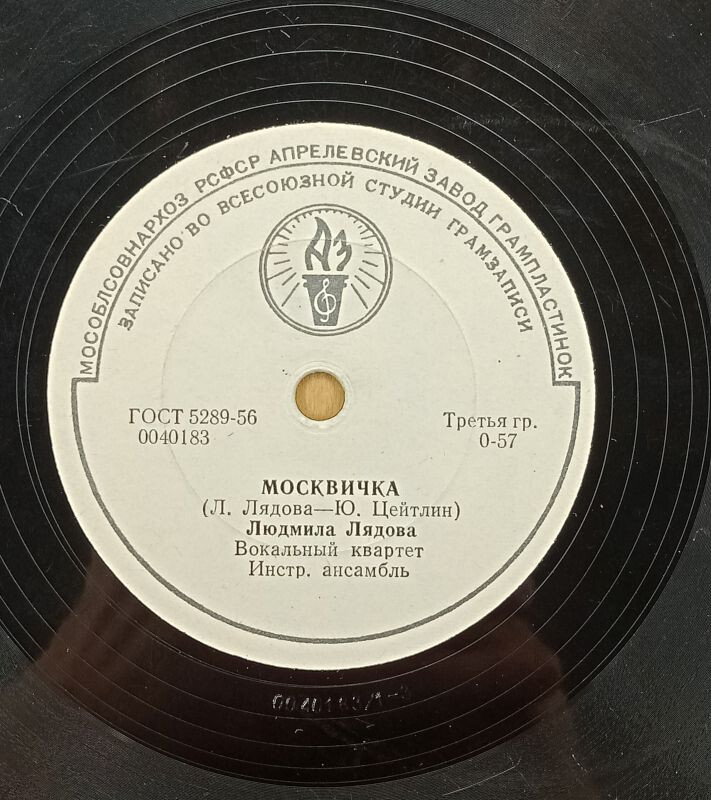 МОСОБЛСОВНАРХОЗ РСФСР АПРЕЛЕВСКИЙ ЗАВОД ГРАМПЛАСТИНОК
ЗАПИСАНО ВО ВСЕСОЮЗНОЙ СТУДИИ ГРАМЗАПИСИ
АЗ
ГОСТ 5289-56
0040183
Третья гр.
0-57
МОСКВИЧКА
(Л. Лядова—Ю. Цейтлин)
Людмила Лядова
Вокальный квартет
Инстр. ансамбль